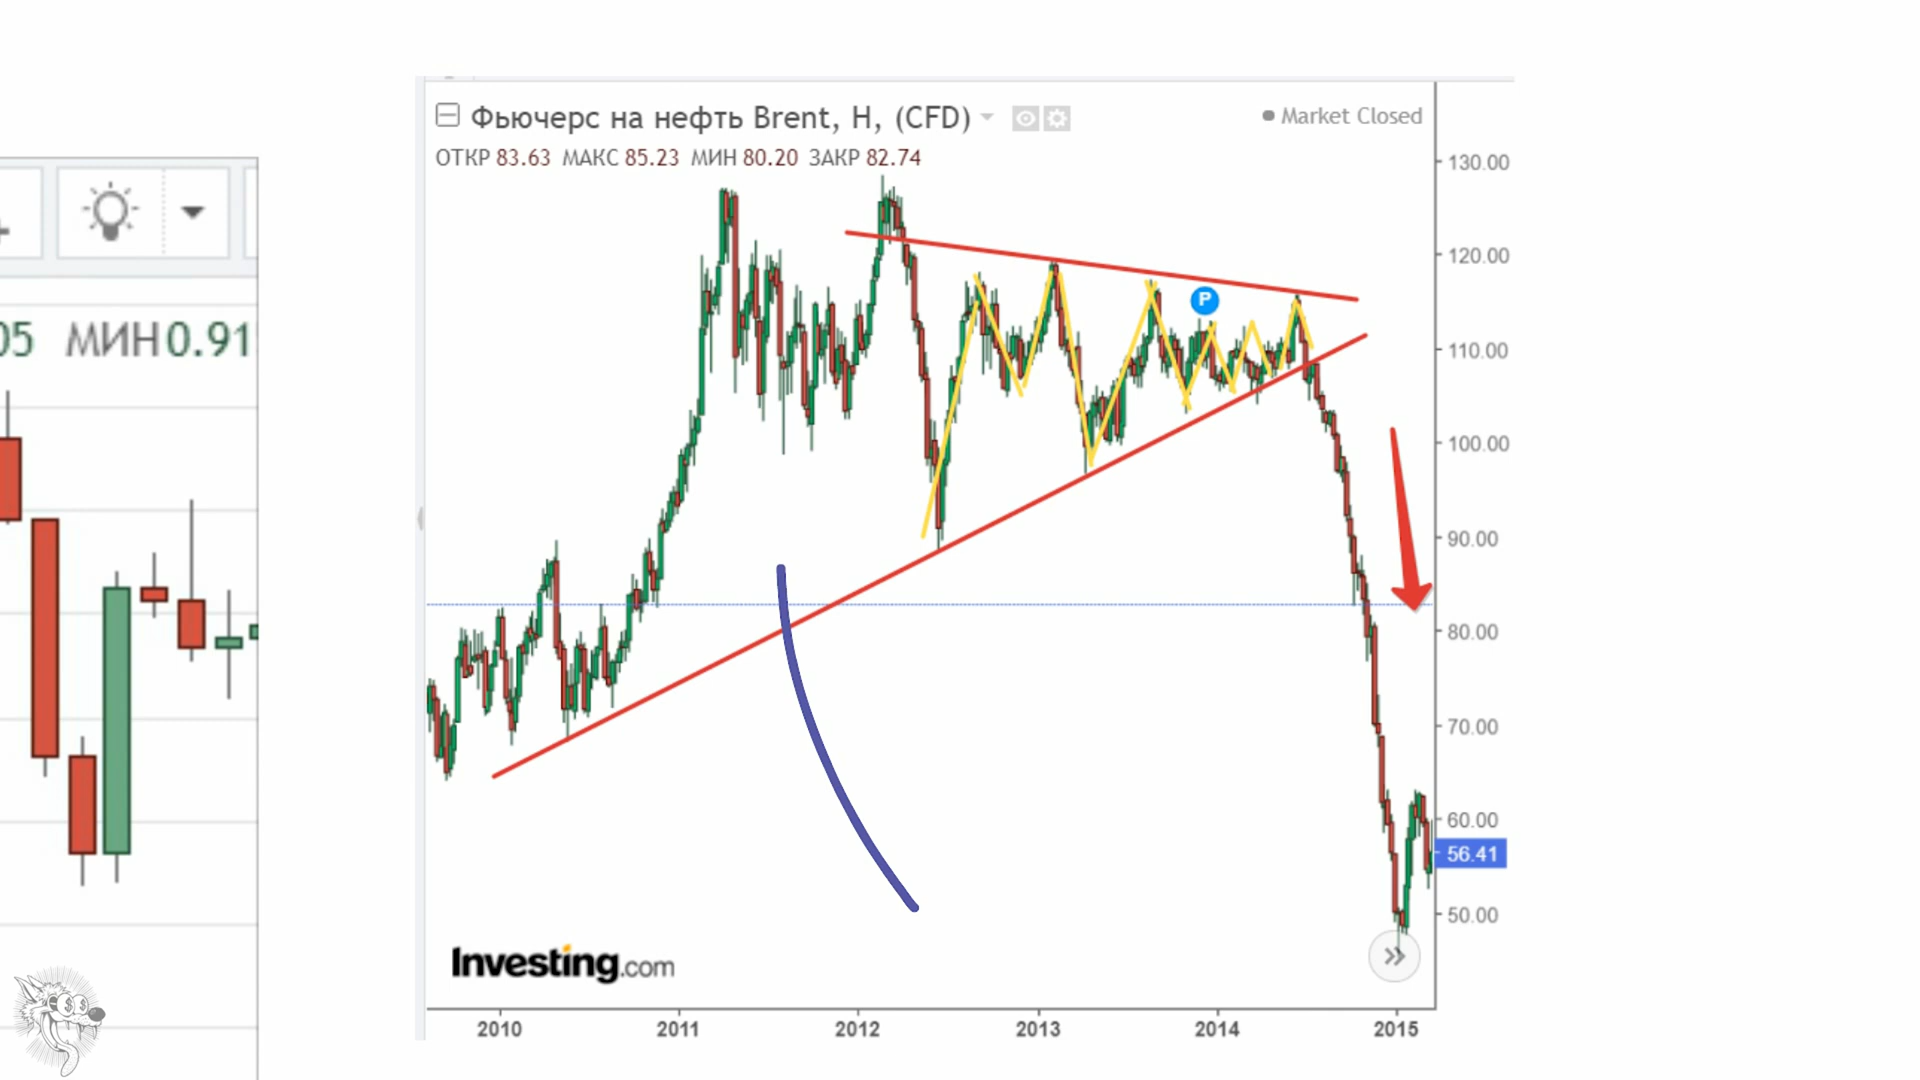 Фьючерс на нефть Brent, Н, (CFD)
Market Closed
ОТКР 83.63 МАКС 85.23 МИН 80.20 ЗАКР 82.74
05 МИН 0.91
P
130.00
120.00
110.00
100.00
90.00
80.00
70.00
60.00
56.41
50.00
Investing.com
2010 2011 2012 2013 2014 2015